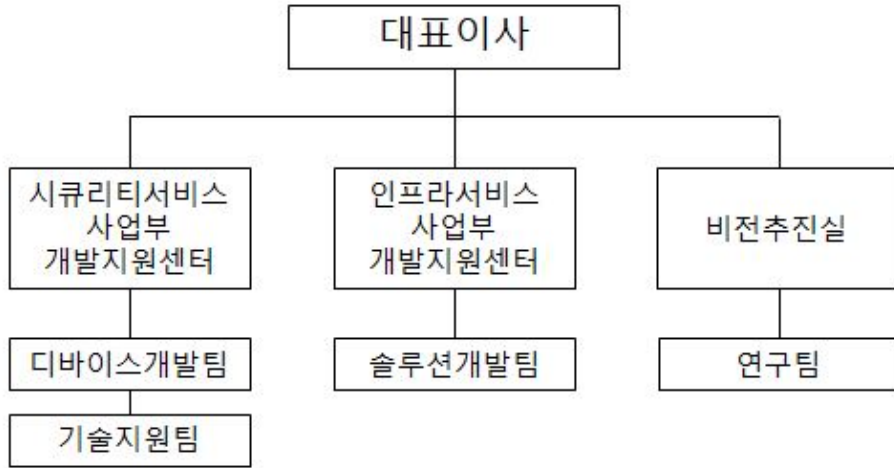 대표이사
시큐리티서비스
사업부
개발지원센터
인프라서비스
사업부
개발지원센터
비전추진실
디바이스개발팀
솔루션개발팀
연구팀
기술지원팀